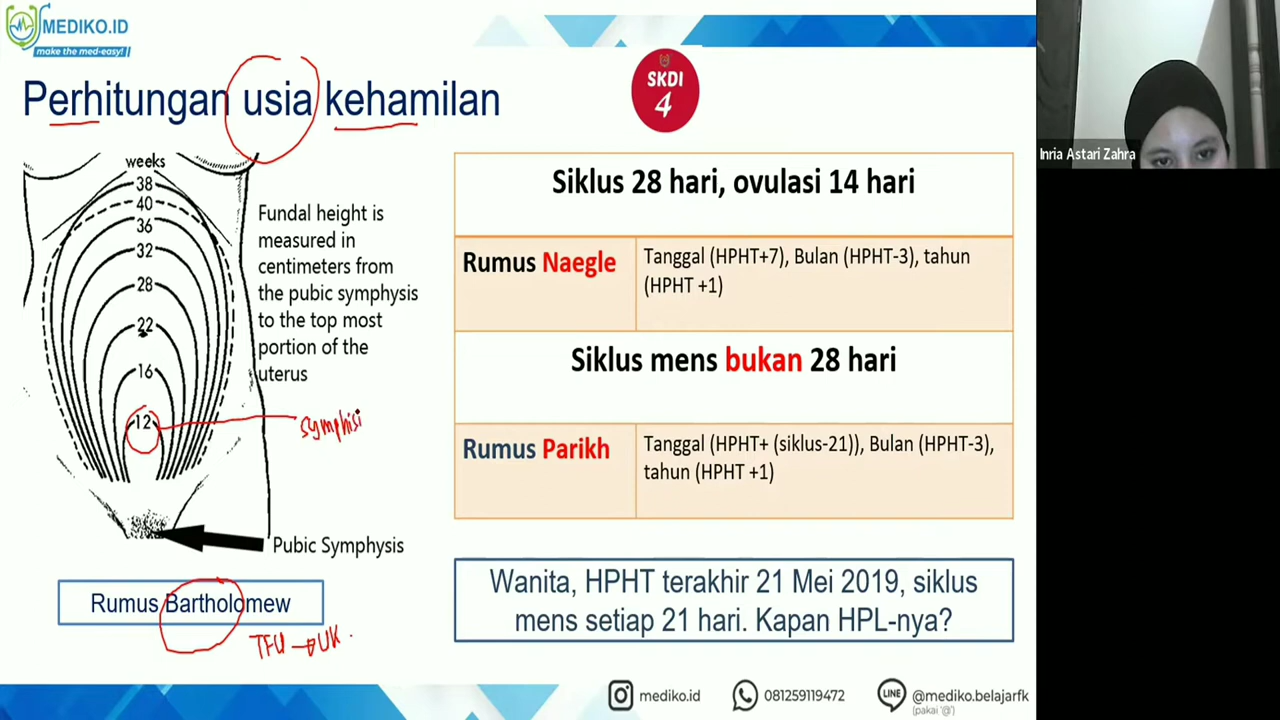 MEDIKO.ID
make the med-easy!
Perhitungan usia kehamilan
SKDI
4
weeks
38
40
36
32
28
22
16
12
Fundal height is
measured in
centimeters from
the pubic symphysis
to the top most
portion of the
uterus
symphisi
Pubic Symphysis
Rumus Bartholomew
TFU → UK
Siklus 28 hari, ovulasi 14 hari
Rumus Naegle
Tanggal (HPHT+7), Bulan (HPHT-3), tahun
(HPHT +1)
Siklus mens bukan 28 hari
Rumus Parikh
Tanggal (HPHT+ (siklus-21)), Bulan (HPHT-3),
tahun (HPHT +1)
Wanita, HPHT terakhir 21 Mei 2019, siklus
mens setiap 21 hari. Kapan HPL-nya?
mediko.id
081259119472
LINE
@mediko.belajarfk
(pakai '@')
Inria Astari Zahra